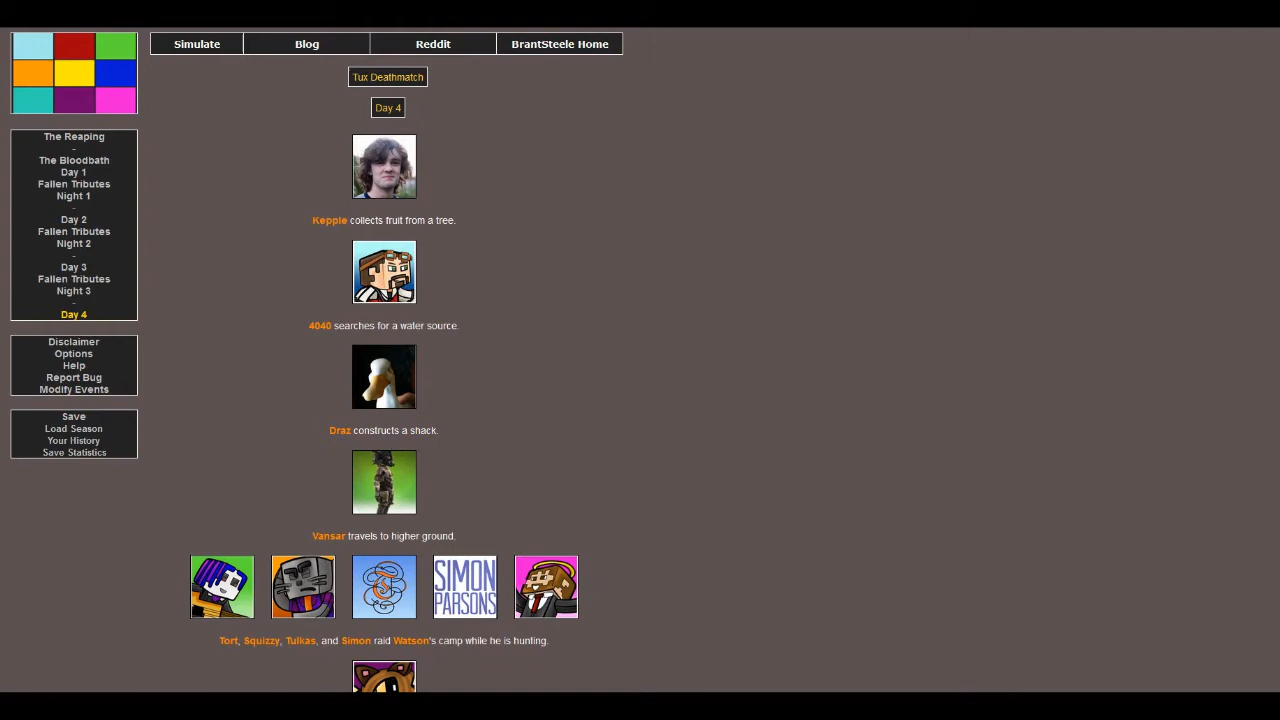 Simulate
Blog
Reddit
BrantSteele Home
The Reaping
-
The Bloodbath
Day 1
Fallen Tributes
Night 1
-
Day 2
Fallen Tributes
Night 2
-
Day 3
Fallen Tributes
Night 3
-
Day 4
Disclaimer
Options
Help
Report Bug
Modify Events
Save
Load Season
Your History
Save Statistics
Tux Deathmatch
Day 4
Kepple collects fruit from a tree.
4040 searches for a water source.
Draz constructs a shack.
Vansar travels to higher ground.
SIMON
PARSONS
Tort, Squizzy, Tulkas, and Simon raid Watson's camp while he is hunting.